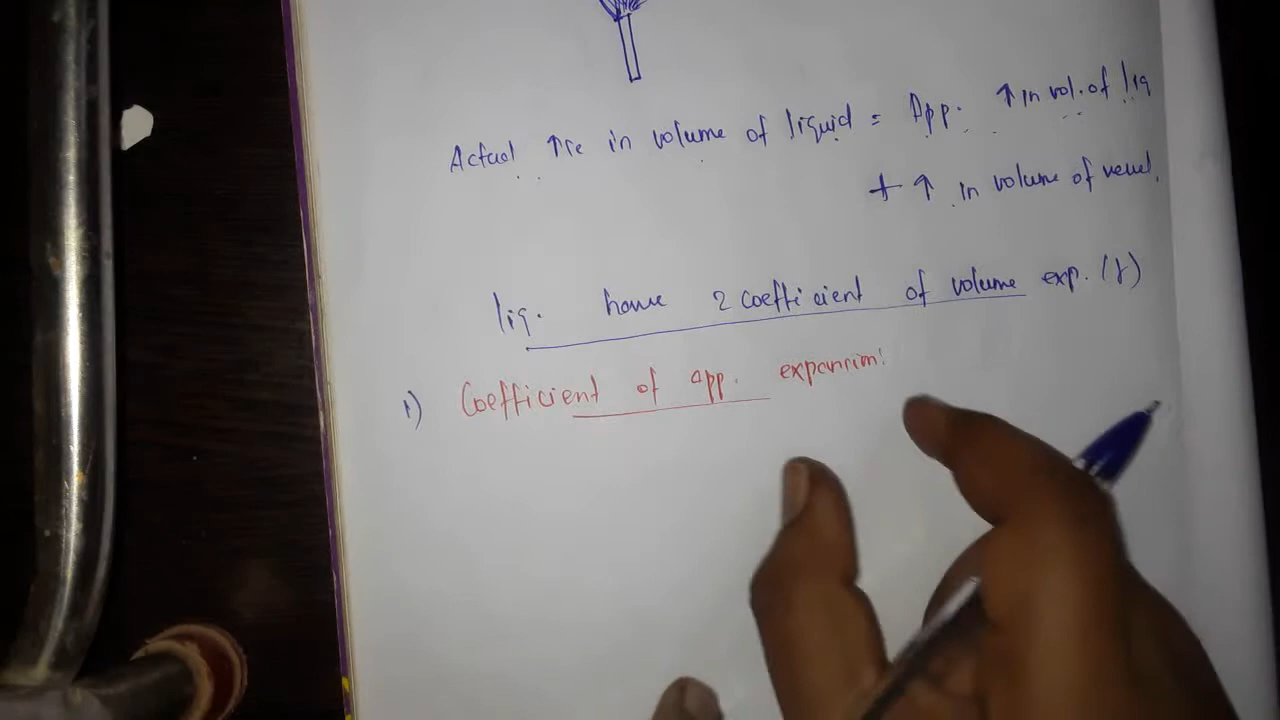 Actual ↑se in volume of liquid = App. ↑ in vol. of liq
+ ↑ in volume of vessel.
liq. have 2 coefficient of volume exp. (γ)
1) Coefficient of app. expansion: